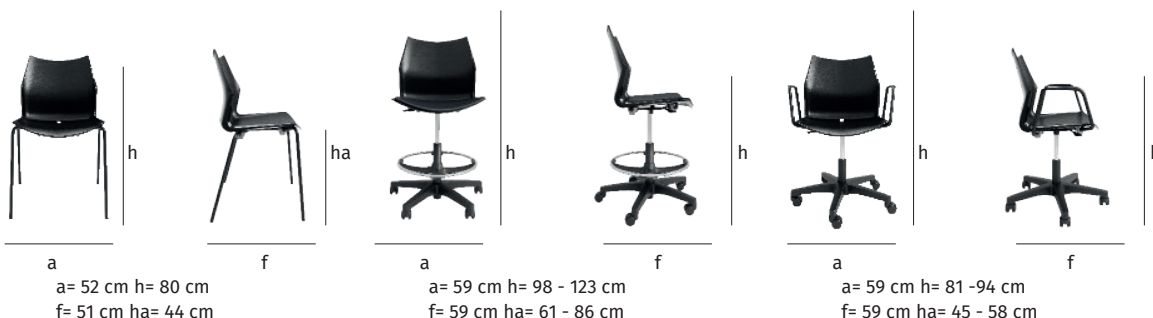 h
ha
h
h
h
a
f
a
f
a
f
a= 52 cm h= 80 cm
f= 51 cm ha= 44 cm
a= 59 cm h= 98 - 123 cm
f= 59 cm ha= 61 - 86 cm
a= 59 cm h= 81 -94 cm
f= 59 cm ha= 45 - 58 cm